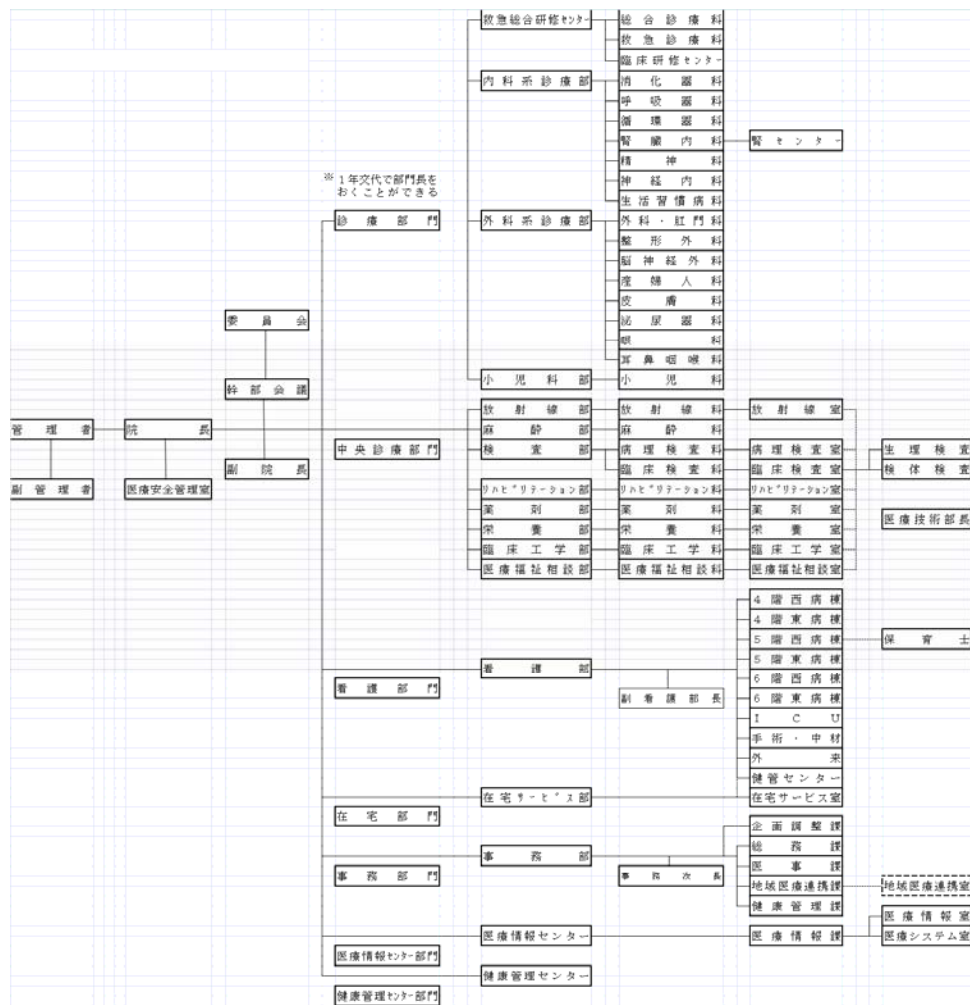 救急総合研修センター
総合診療科
救急診療科
臨床研修センター
内科系診療部
消化器科
呼吸器科
循環器科
腎臓内科
腎センター
精神科
神経内科
生活習慣病科
※1年交代で部門長を
おくことができる
診療部門
外科系診療部
外科・肛門科
整形外科
脳神経外科
産婦人科
皮膚科
泌尿器科
眼科
耳鼻咽喉科
小児科部
小児科
委員会
幹部会議
副院長
管理者
院長
副管理者
医療安全管理室
中央診療部門
放射線部
放射線科
放射線室
麻酔部
麻酔科
検査部
病理検査科
病理検査室
生理検査
臨床検査科
臨床検査室
検体検査
リハビリテーション部
リハビリテーション科
リハビリテーション室
薬剤部
薬剤科
薬剤室
医療技術部長
栄養部
栄養科
栄養室
臨床工学部
臨床工学科
臨床工学室
医療福祉相談部
医療福祉相談科
医療福祉相談室
4階西病棟
4階東病棟
5階西病棟
保育士
看護部
5階東病棟
看護部門
副看護部長
6階西病棟
6階東病棟
ICU
手術・中材
外来
健管センター
在宅サービス部
在宅サービス室
在宅部門
企画調整課
総務課
事務部
医事課
事務部門
事務次長
地域医療連携課
地域医療連携室
健康管理課
医療情報室
医療情報センター
医療情報課
医療システム室
医療情報センター部門
健康管理センター
健康管理センター部門